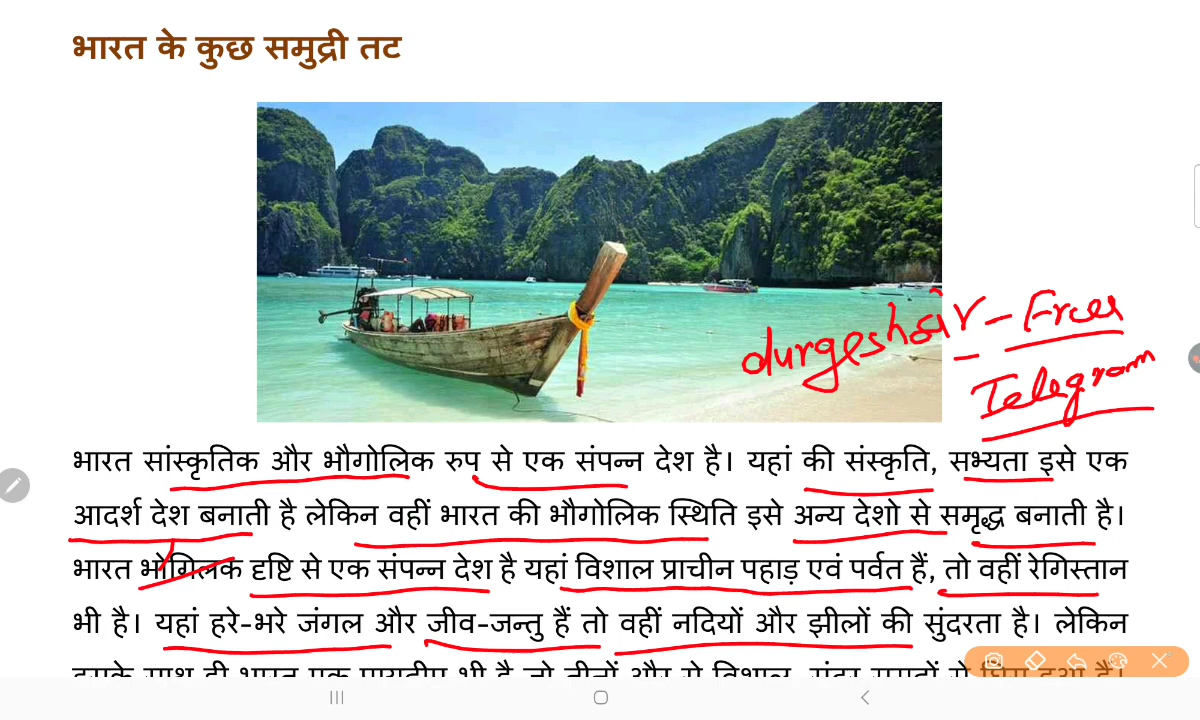 भारत के कुछ समुद्री तट
durgeshsir - Free
Telegram
भारत सांस्कृतिक और भौगोलिक रुप से एक संपन्न देश है। यहां की संस्कृति, सभ्यता इसे एक
आदर्श देश बनाती है लेकिन वहीं भारत की भौगोलिक स्थिति इसे अन्य देशो से समृद्ध बनाती है।
भारत भोगिलक दृष्टि से एक संपन्न देश है यहां विशाल प्राचीन पहाड़ एवं पर्वत हैं, तो वहीं रेगिस्तान
भी है। यहां हरे-भरे जंगल और जीव-जन्तु हैं तो वहीं नदियों और झीलों की सुंदरता है। लेकिन